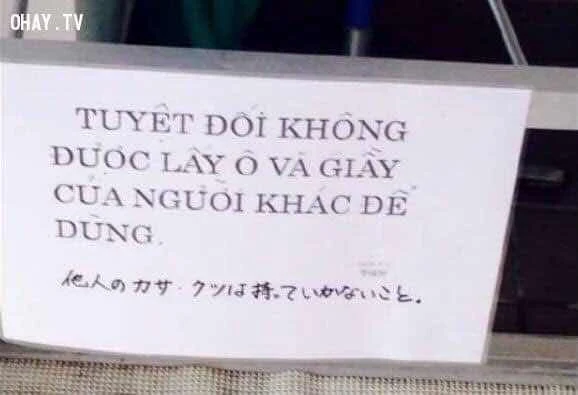 OHAY.TV
TUYỆT ĐỐI KHÔNG
ĐƯỢC LẤY Ô VÀ GIẦY
CỦA NGƯỜI KHÁC ĐỂ
DÙNG.
他人のカサ・クツは持っていかないこと。